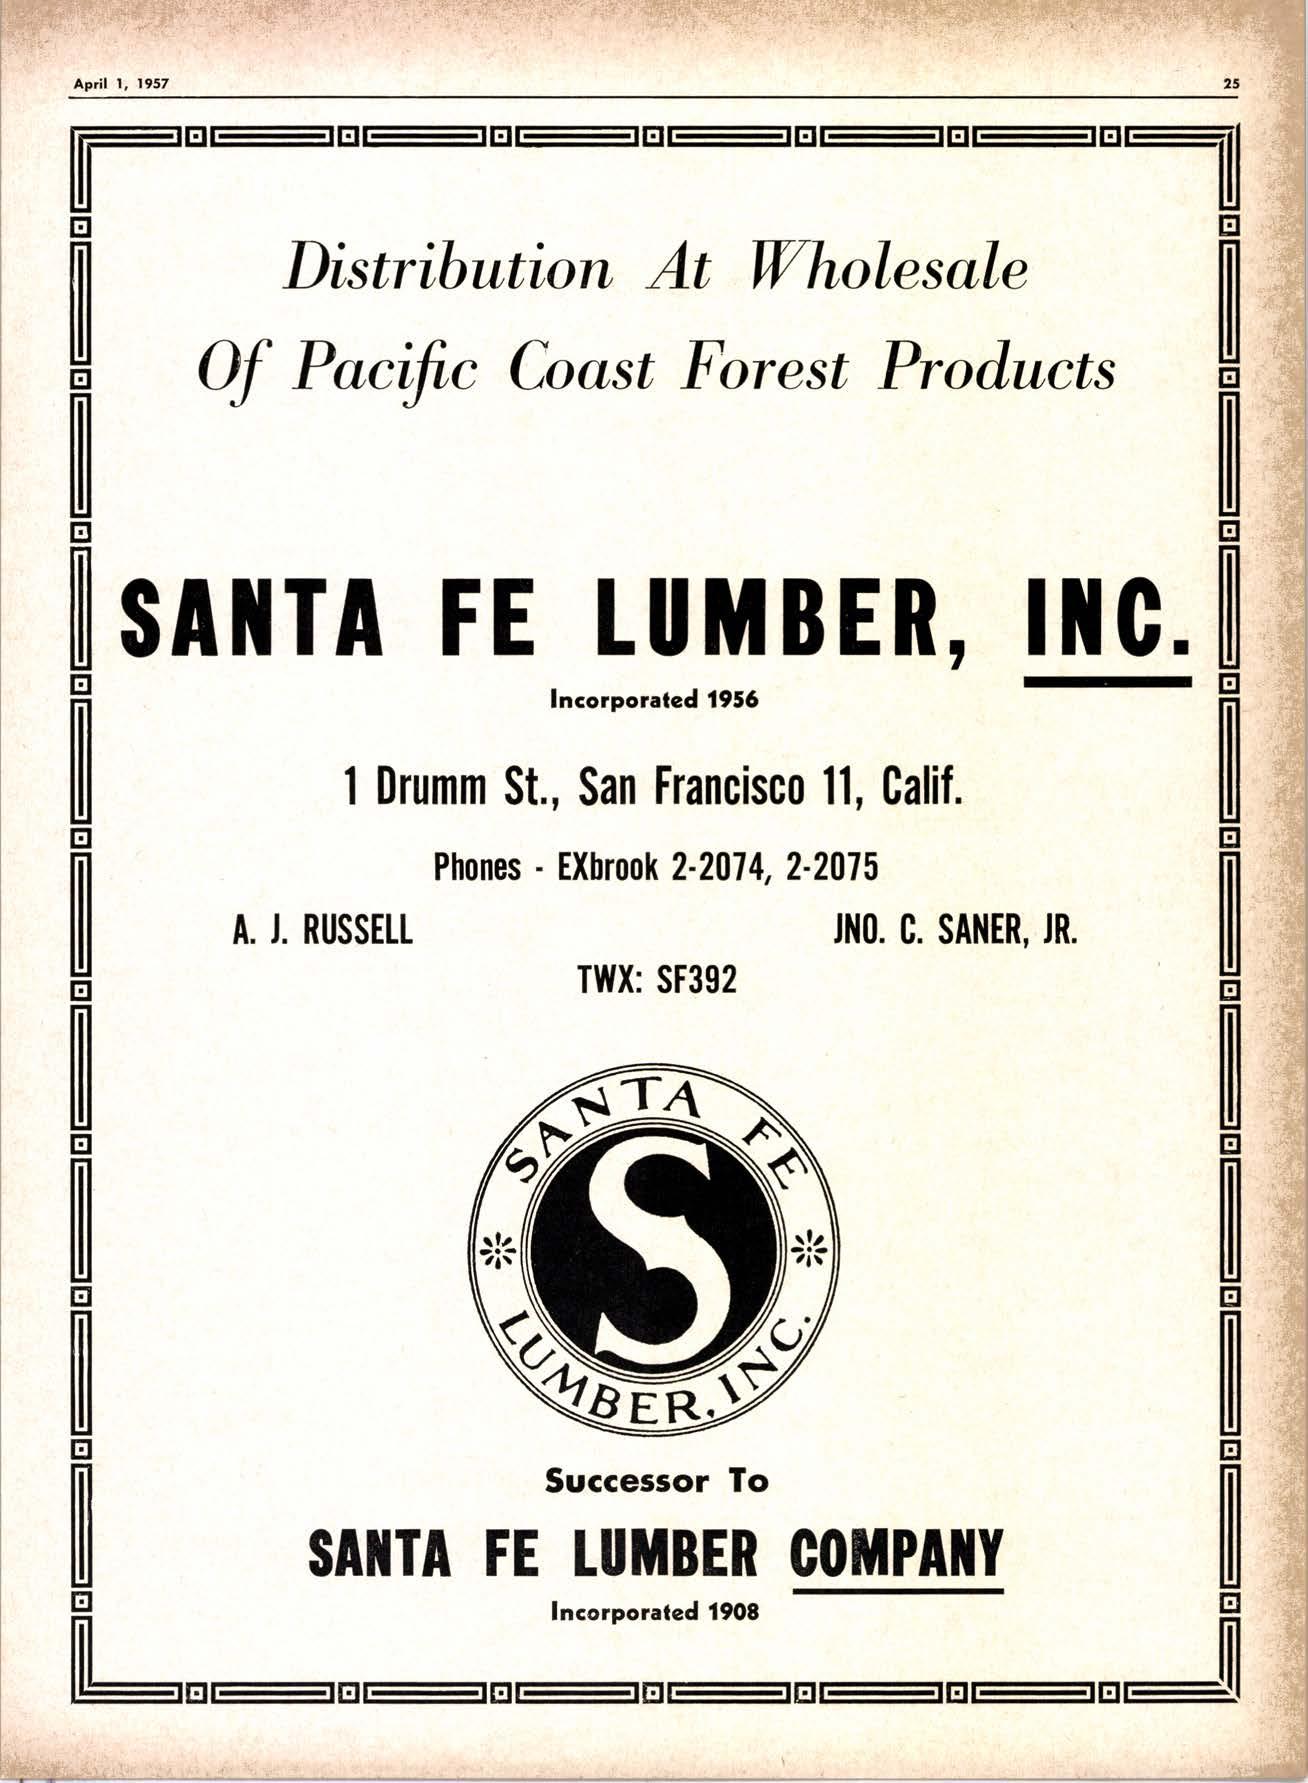 April 1, 1957 25
Distribution At Wholesale
Of Pacific Coast Forest Products
SANTA FE LUMBER, INC.
Incorporated 1956
1 Drumm St., San Francisco 11, Calif.
Phones - EXbrook 2-2074, 2-2075
A. J. RUSSELL JNO. C. SANER, JR.
TWX: SF392
SANTA FE
S
LUMBER, INC.
Successor To
SANTA FE LUMBER COMPANY
Incorporated 1908